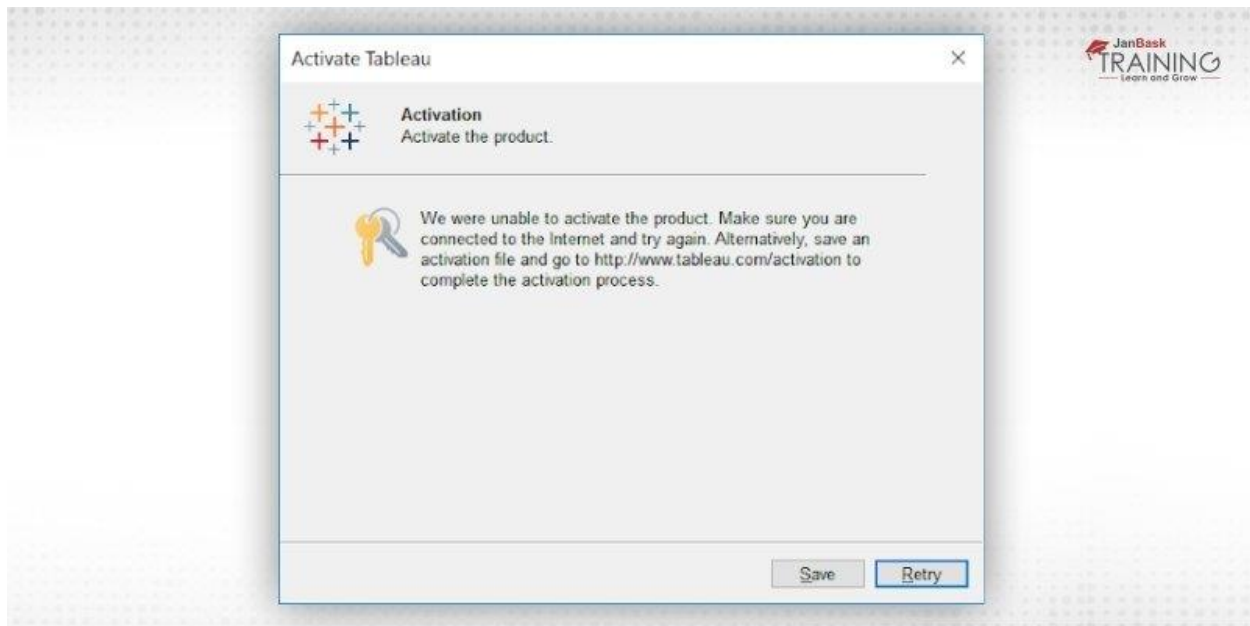 Activate Tableau
JanBask
TRAINING
Learn and Grow
Activation
Activate the product.
We were unable to activate the product. Make sure you are
connected to the Internet and try again. Alternatively, save an
activation file and go to http://www.tableau.com/activation to
complete the activation process.
Save
Retry